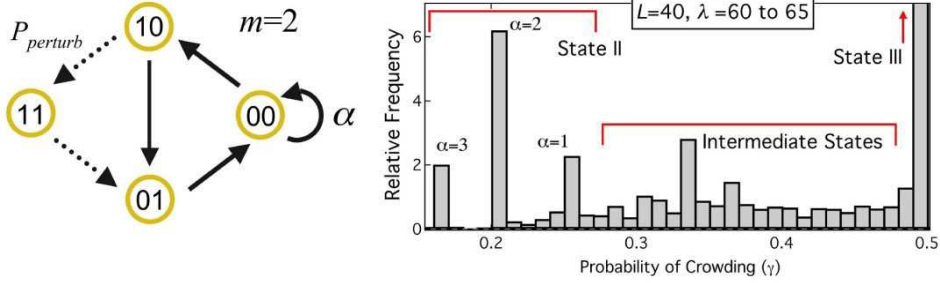 P_perturb
10
m=2
11
00
α
01
L=40, λ =60 to 65
α=2
State II
State III
α=3
α=1
Intermediate States
Relative Frequency
6
4
2
0
0.2
0.3
0.4
0.5
Probability of Crowding (γ)